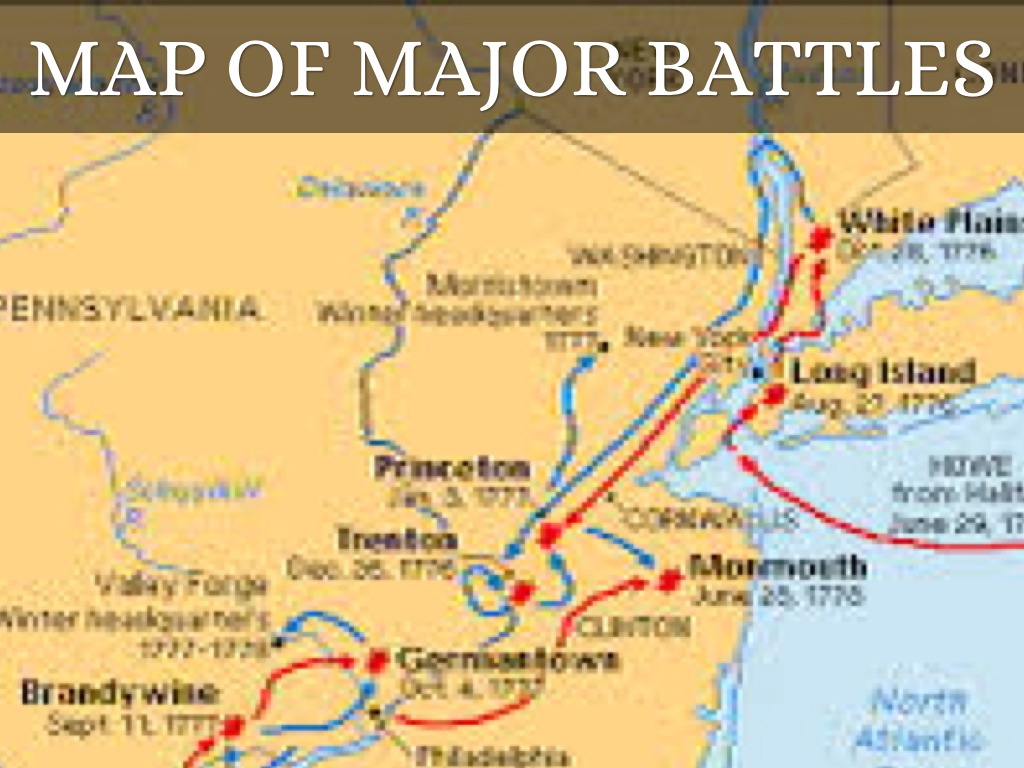 MAP OF MAJOR BATTLES
Delaware
R
White Plains
Oct. 28, 1776
WASHINGTON
PENNSYLVANIA
Morristown
Winter headquarters
1777
New York
City
Long Island
Aug. 27, 1776
HOWE
from Halif
June 29, 17
Princeton
Jan. 3, 1777
CORNWALLIS
Schuylkill
R
Trenton
Dec. 26, 1776
Monmouth
June 28, 1778
Valley Forge
Winter headquarters
1777-1778
CLINTON
Germantown
Oct. 4, 1777
Brandywine
Sept. 11, 1777
Philadelphia
North
Atlantic